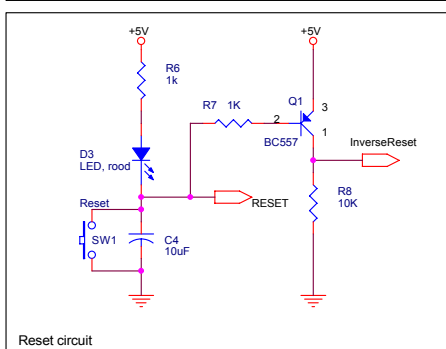 +5V
+5V
R6
1k
R7 1K
Q1
3
2
1
BC557
InverseReset
D3
LED, rood
RESET
Reset
SW1
C4
10uF
R8
10K
Reset circuit